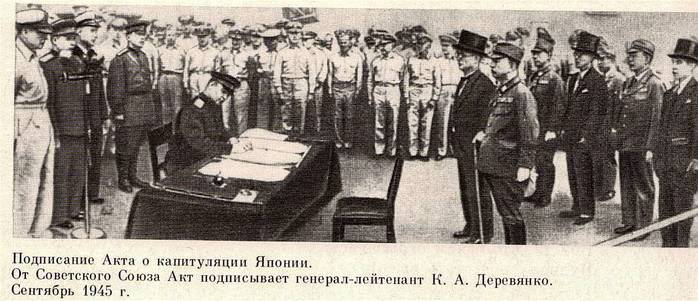 Подписание Акта о капитуляции Японии.
От Советского Союза Акт подписывает генерал-лейтенант К. А. Деревянко.
Сентябрь 1945 г.